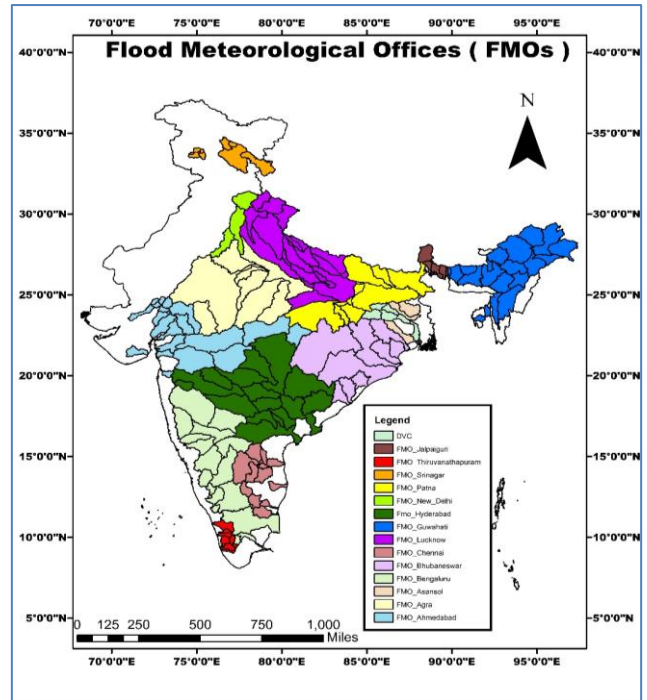 70°0'0"E 75°0'0"E 80°0'0"E 85°0'0"E 90°0'0"E 95°0'0"E
Flood Meteorological Offices ( FMOs )
40°0'0"N 40°0'0"N
N
35°0'0"N 35°0'0"N
30°0'0"N 30°0'0"N
25°0'0"N 25°0'0"N
20°0'0"N 20°0'0"N
15°0'0"N 15°0'0"N
10°0'0"N 10°0'0"N
5°0'0"N 5°0'0"N
Legend
DVC
FMO_Jalpaiguri
FMO_Thiruvanathapuram
FMO_Srinagar
FMO_Patna
FMO_New_Delhi
Fmo_Hyderabad
FMO_Guwahati
FMO_Lucknow
FMO_Chennai
FMO_Bhubaneswar
FMO_Bengaluru
FMO_Asansol
FMO_Agra
FMO_Ahmedabad
0 125 250 500 750 1,000
Miles
70°0'0"E 75°0'0"E 80°0'0"E 85°0'0"E 90°0'0"E 95°0'0"E